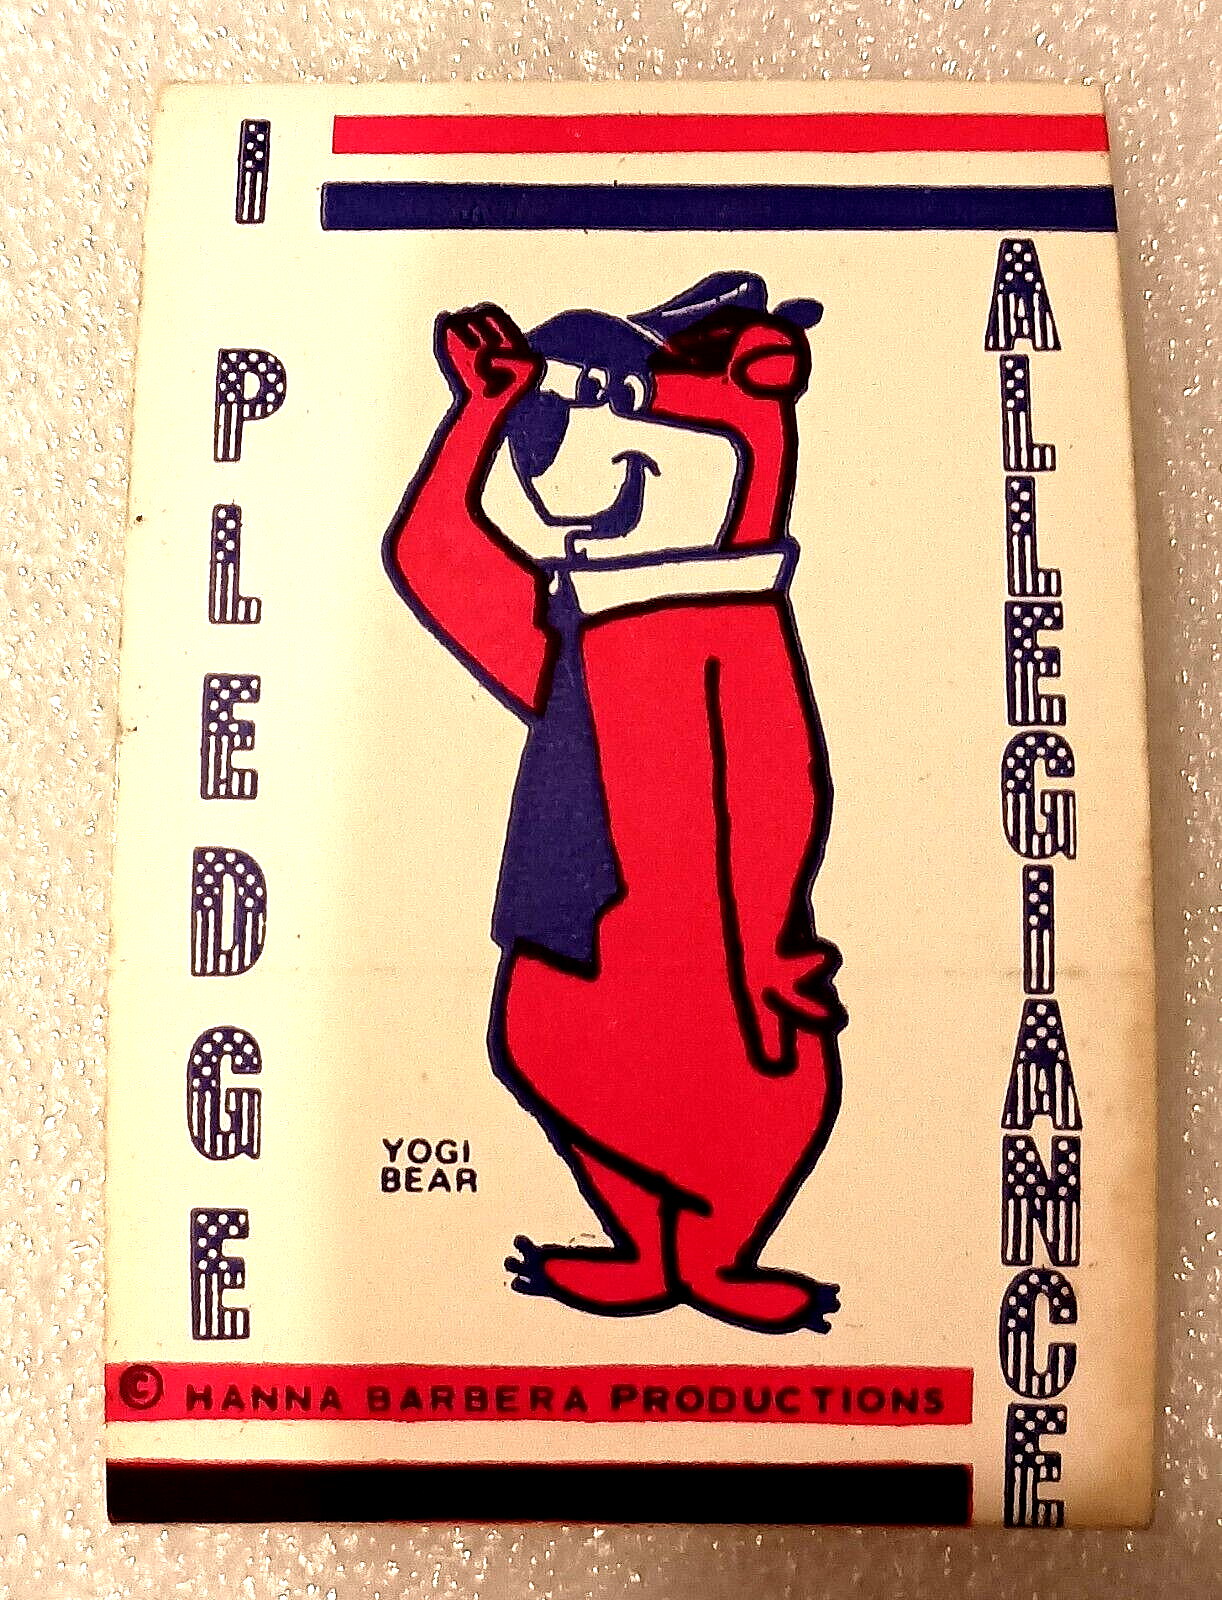 I PLEDGE
ALLEGIANCE
YOGI
BEAR
© HANNA BARBERA PRODUCTIONS